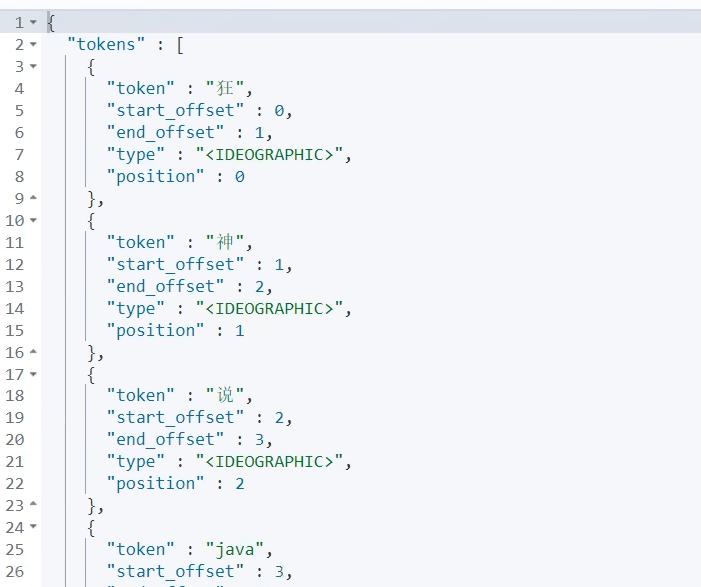 1 {
2 "tokens" : [
3 {
4 "token" : "狂",
5 "start_offset" : 0,
6 "end_offset" : 1,
7 "type" : "<IDEOGRAPHIC>",
8 "position" : 0
9 },
10 {
11 "token" : "神",
12 "start_offset" : 1,
13 "end_offset" : 2,
14 "type" : "<IDEOGRAPHIC>",
15 "position" : 1
16 },
17 {
18 "token" : "说",
19 "start_offset" : 2,
20 "end_offset" : 3,
21 "type" : "<IDEOGRAPHIC>",
22 "position" : 2
23 },
24 {
25 "token" : "java",
26 "start_offset" : 3,